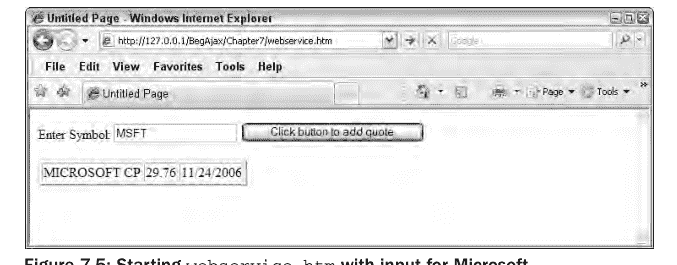 Untitled Page - Windows Internet Explorer
http://127.0.0.1/BegAjax/Chapter7/webservice.htm
Google
File Edit View Favorites Tools Help
Untitled Page
Page Tools »
Enter Symbol: MSFT Click button to add quote
MICROSOFT CP 29.76 11/24/2006
Figure 7-5: Starting webservice.htm with input for Microsoft